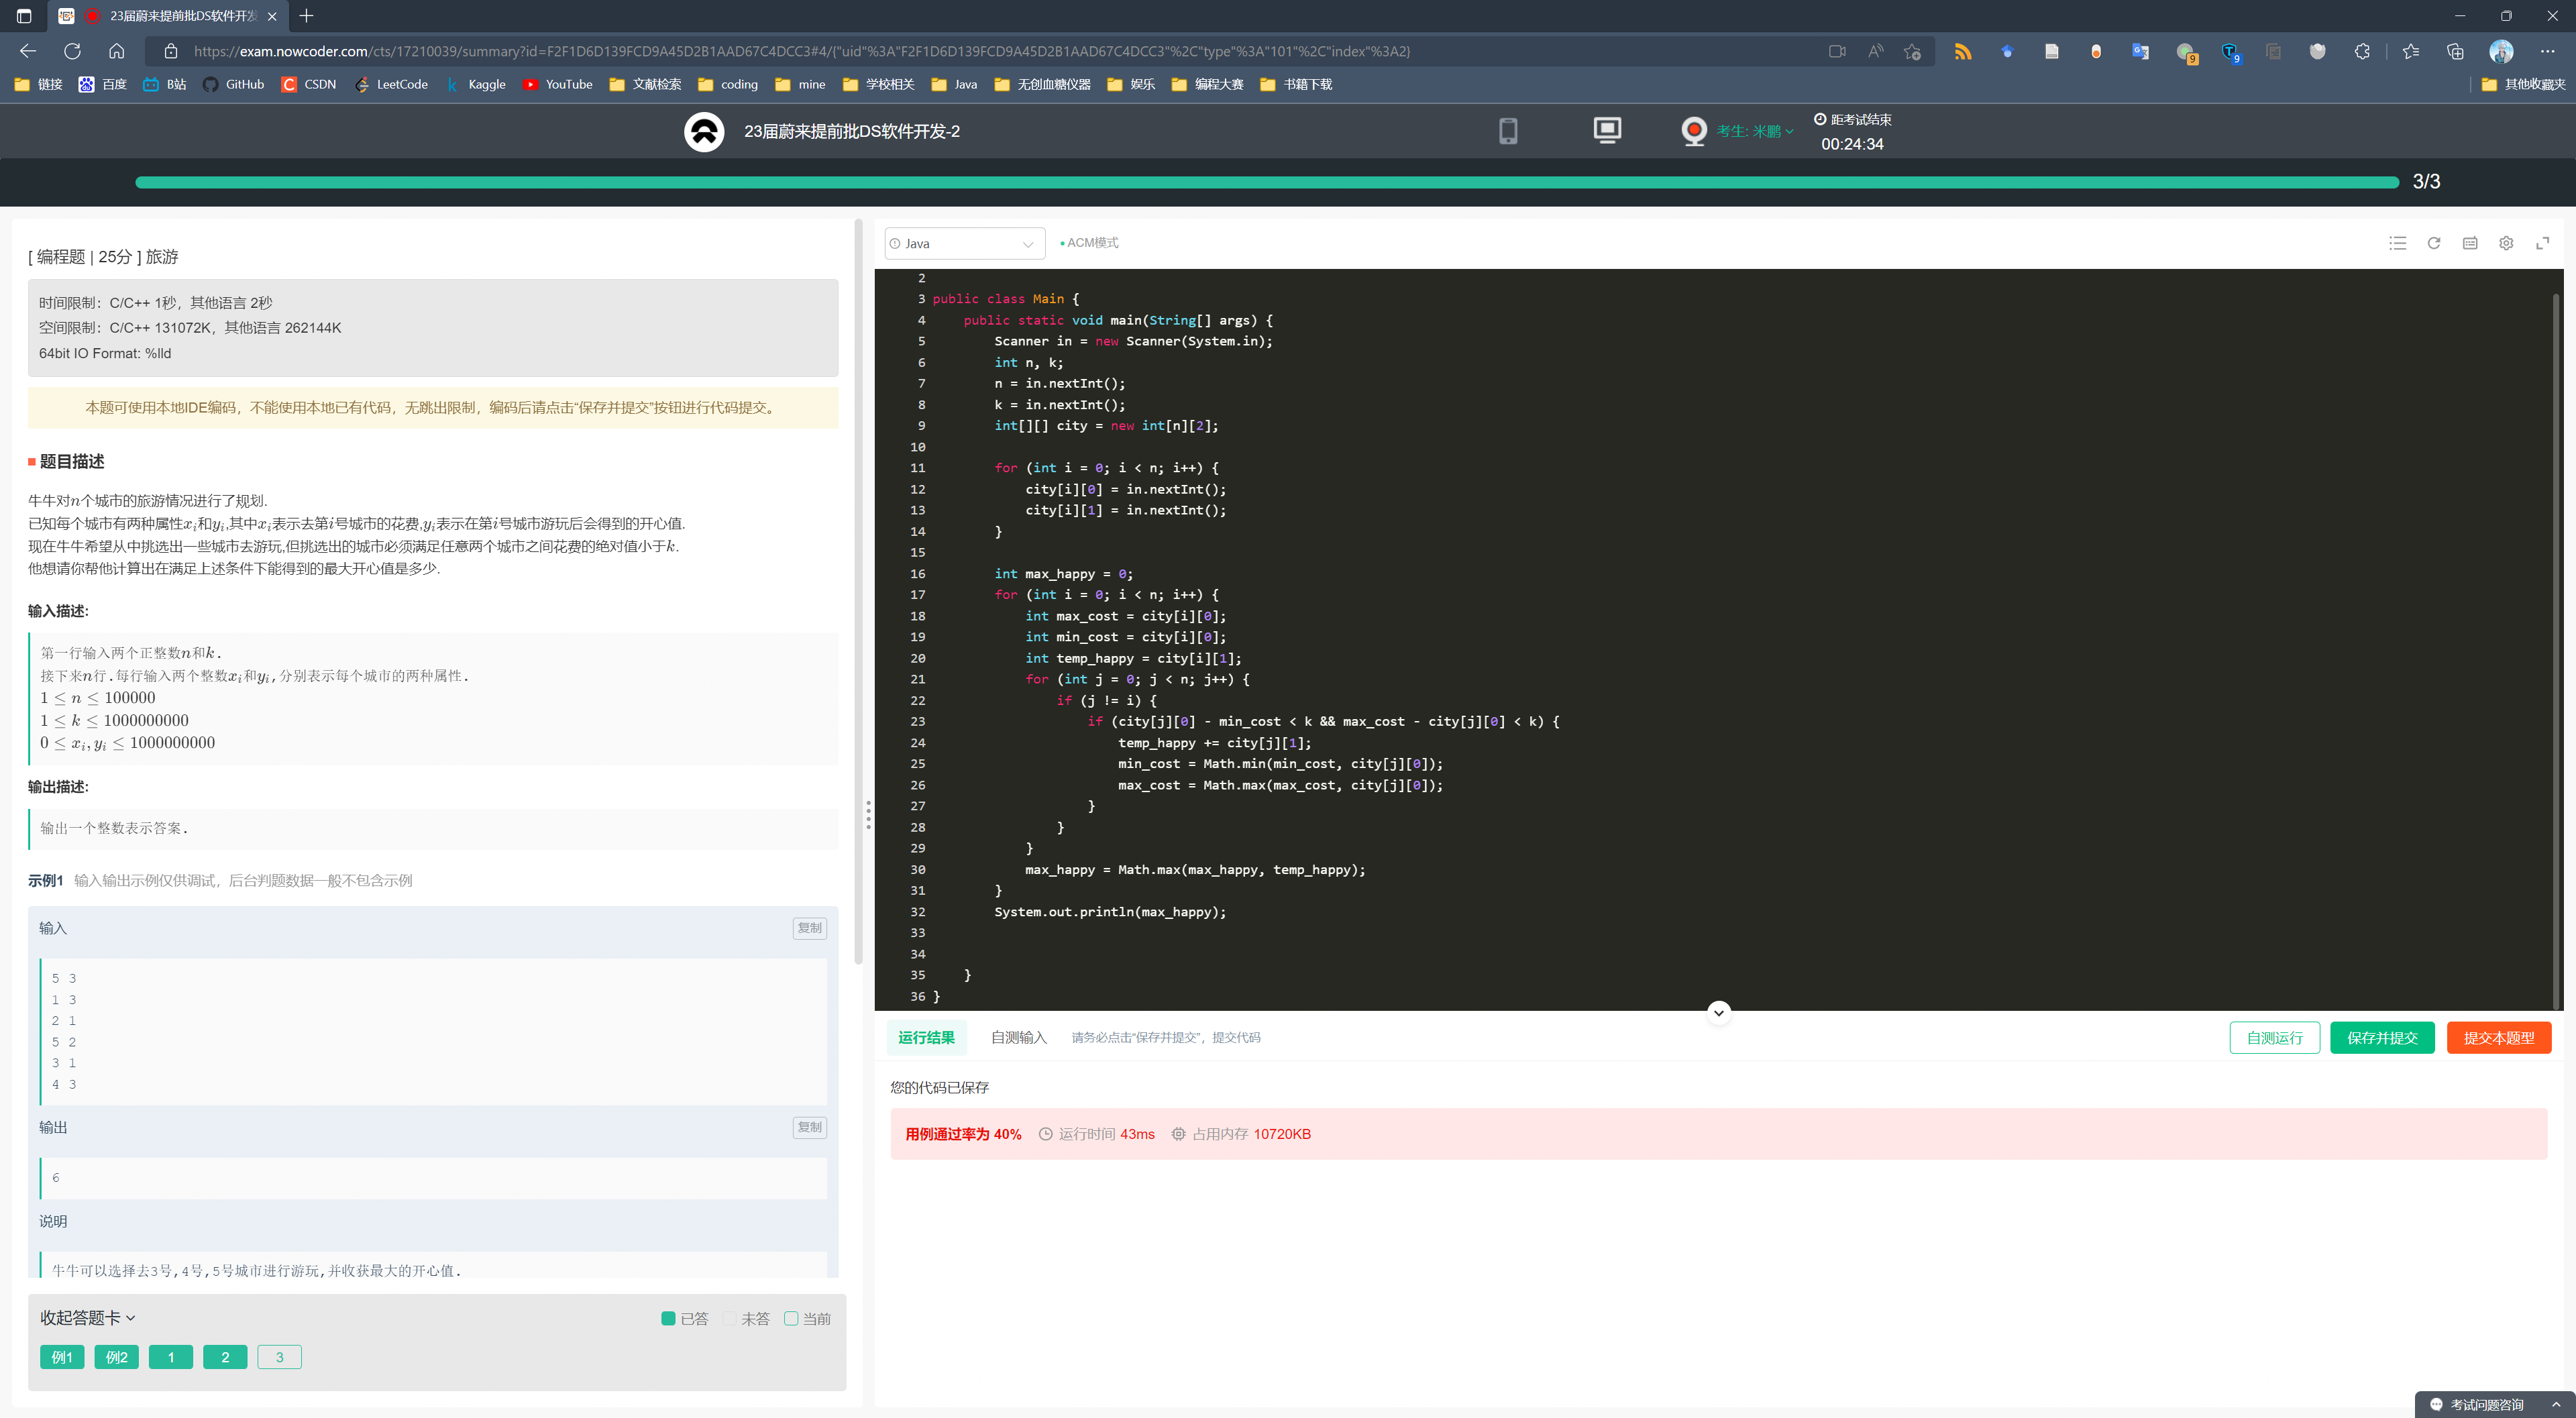 23届蔚来提前批DS软件开发
https://exam.nowcoder.com/cts/17210039/summary?id=F2F1D6D139FCD9A45D2B1AAD67C4DCC3#4/{"uid"%3A"F2F1D6D139FCD9A45D2B1AAD67C4DCC3"%2C"type"%3A"101"%2C"index"%3A2}
9
9
链接 百度 B站 GitHub CSDN LeetCode Kaggle YouTube 文献检索 coding mine 学校相关 Java 无创血糖仪器 娱乐 编程大赛 书籍下载 其他收藏夹
23届蔚来提前批DS软件开发-2
考生: 米鹏
距考试结束
00:24:34
3/3
[ 编程题 | 25分 ] 旅游
时间限制：C/C++ 1秒，其他语言 2秒
空间限制：C/C++ 131072K，其他语言 262144K
64bit IO Format: %lld
本题可使用本地IDE编码，不能使用本地已有代码，无跳出限制，编码后请点击“保存并提交”按钮进行代码提交。
题目描述
牛牛对n个城市的旅游情况进行了规划.
已知每个城市有两种属性xi和yi,其中xi表示去第i号城市的花费,yi表示在第i号城市游玩后会得到的开心值.
现在牛牛希望从中挑选出一些城市去游玩,但挑选出的城市必须满足任意两个城市之间花费的绝对值小于k.
他想请你帮他计算出在满足上述条件下能得到的最大开心值是多少.
输入描述:
第一行输入两个正整数n和k.
接下来n行.每行输入两个整数xi和yi,分别表示每个城市的两种属性.
1 ≤ n ≤ 100000
1 ≤ k ≤ 1000000000
0 ≤ xi, yi ≤ 1000000000
输出描述:
输出一个整数表示答案.
示例1 输入输出示例仅供调试，后台判题数据一般不包含示例
输入 复制
5 3
1 3
2 1
5 2
3 1
4 3
输出 复制
6
说明
牛牛可以选择去3号,4号,5号城市进行游玩,并收获最大的开心值.
收起答题卡 已答 未答 当前
例1 例2 1 2 3
Java
ACM模式
2
3 public class Main {
4 public static void main(String[] args) {
5 Scanner in = new Scanner(System.in);
6 int n, k;
7 n = in.nextInt();
8 k = in.nextInt();
9 int[][] city = new int[n][2];
10
11 for (int i = 0; i < n; i++) {
12 city[i][0] = in.nextInt();
13 city[i][1] = in.nextInt();
14 }
15
16 int max_happy = 0;
17 for (int i = 0; i < n; i++) {
18 int max_cost = city[i][0];
19 int min_cost = city[i][0];
20 int temp_happy = city[i][1];
21 for (int j = 0; j < n; j++) {
22 if (j != i) {
23 if (city[j][0] - min_cost < k && max_cost - city[j][0] < k) {
24 temp_happy += city[j][1];
25 min_cost = Math.min(min_cost, city[j][0]);
26 max_cost = Math.max(max_cost, city[j][0]);
27 }
28 }
29 }
30 max_happy = Math.max(max_happy, temp_happy);
31 }
32 System.out.println(max_happy);
33
34
35 }
36 }
运行结果 自测输入 请务必点击“保存并提交”，提交代码 自测运行 保存并提交 提交本题型
您的代码已保存
用例通过率为 40% 运行时间 43ms 占用内存 10720KB
考试问题咨询